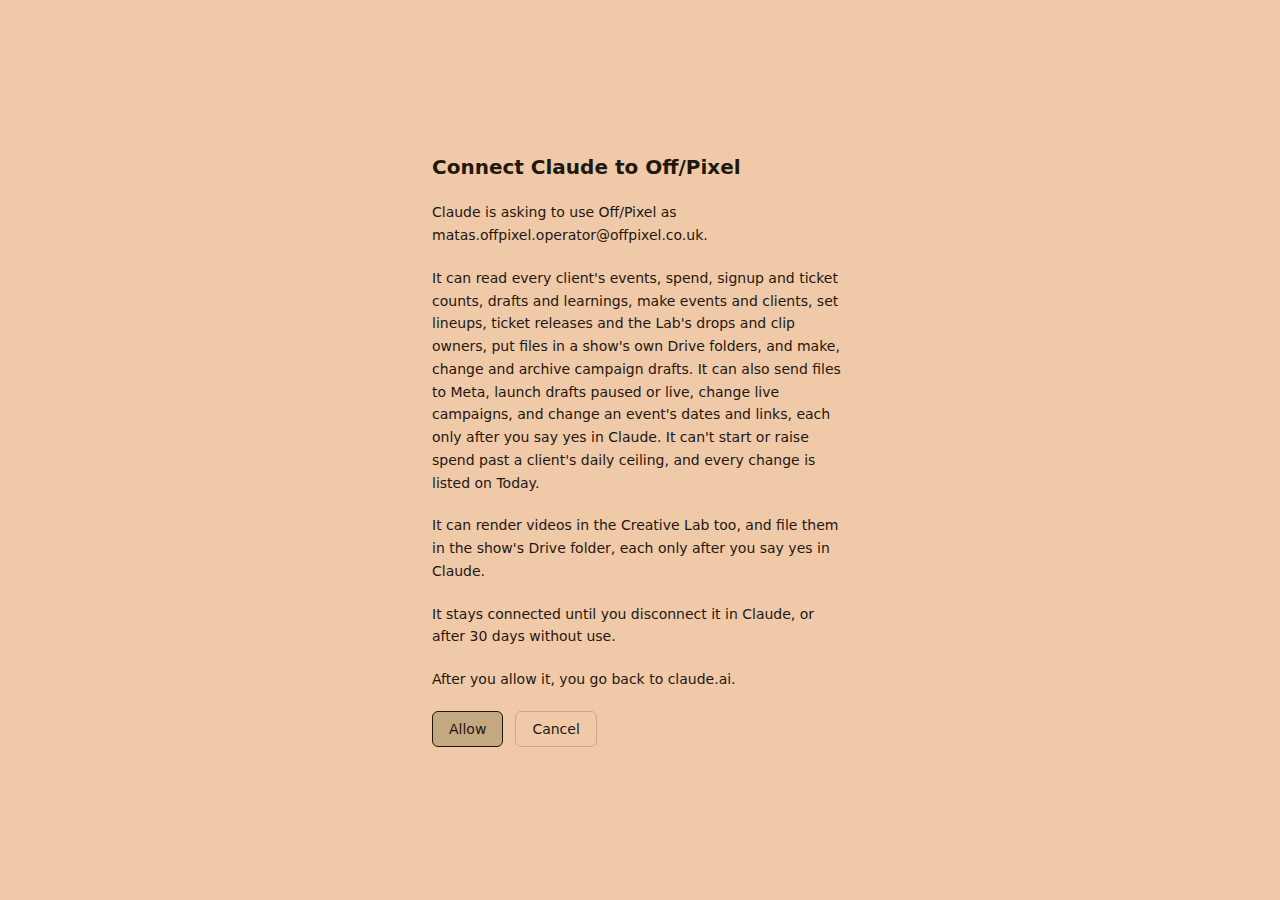 Connect Claude to Off/Pixel
Claude is asking to use Off/Pixel as
matas.offpixel.operator@offpixel.co.uk.
It can read every client's events, spend, signup and ticket
counts, drafts and learnings, make events and clients, set
lineups, ticket releases and the Lab's drops and clip
owners, put files in a show's own Drive folders, and make,
change and archive campaign drafts. It can also send files
to Meta, launch drafts paused or live, change live
campaigns, and change an event's dates and links, each
only after you say yes in Claude. It can't start or raise
spend past a client's daily ceiling, and every change is
listed on Today.
It can render videos in the Creative Lab too, and file them
in the show's Drive folder, each only after you say yes in
Claude.
It stays connected until you disconnect it in Claude, or
after 30 days without use.
After you allow it, you go back to claude.ai.
Allow Cancel